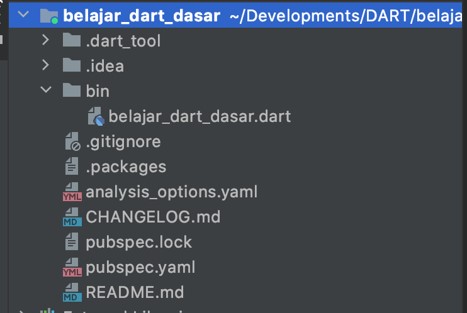 belajar_dart_dasar ~/Developments/DART/belaja
.dart_tool
.idea
bin
belajar_dart_dasar.dart
.gitignore
.packages
YML analysis_options.yaml
MD CHANGELOG.md
pubspec.lock
YML pubspec.yaml
MD README.md